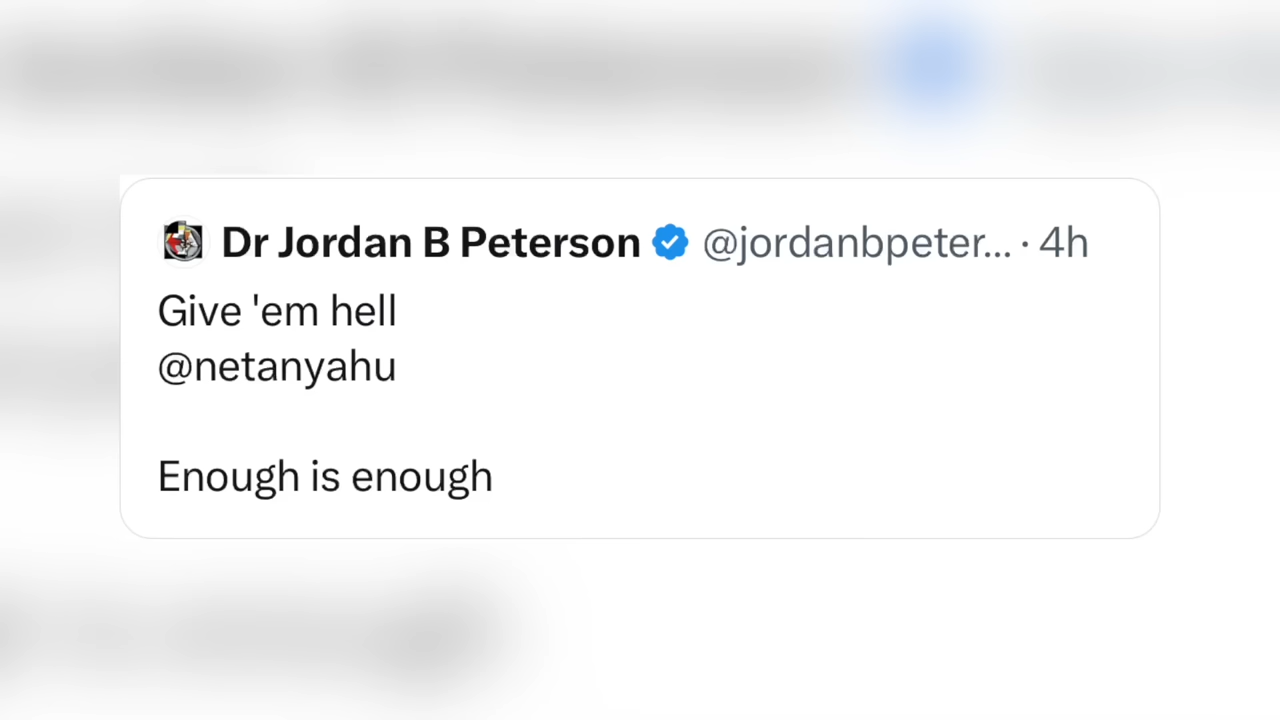 Dr Jordan B Peterson @jordanbpeter... · 4h
Give 'em hell
@netanyahu
Enough is enough